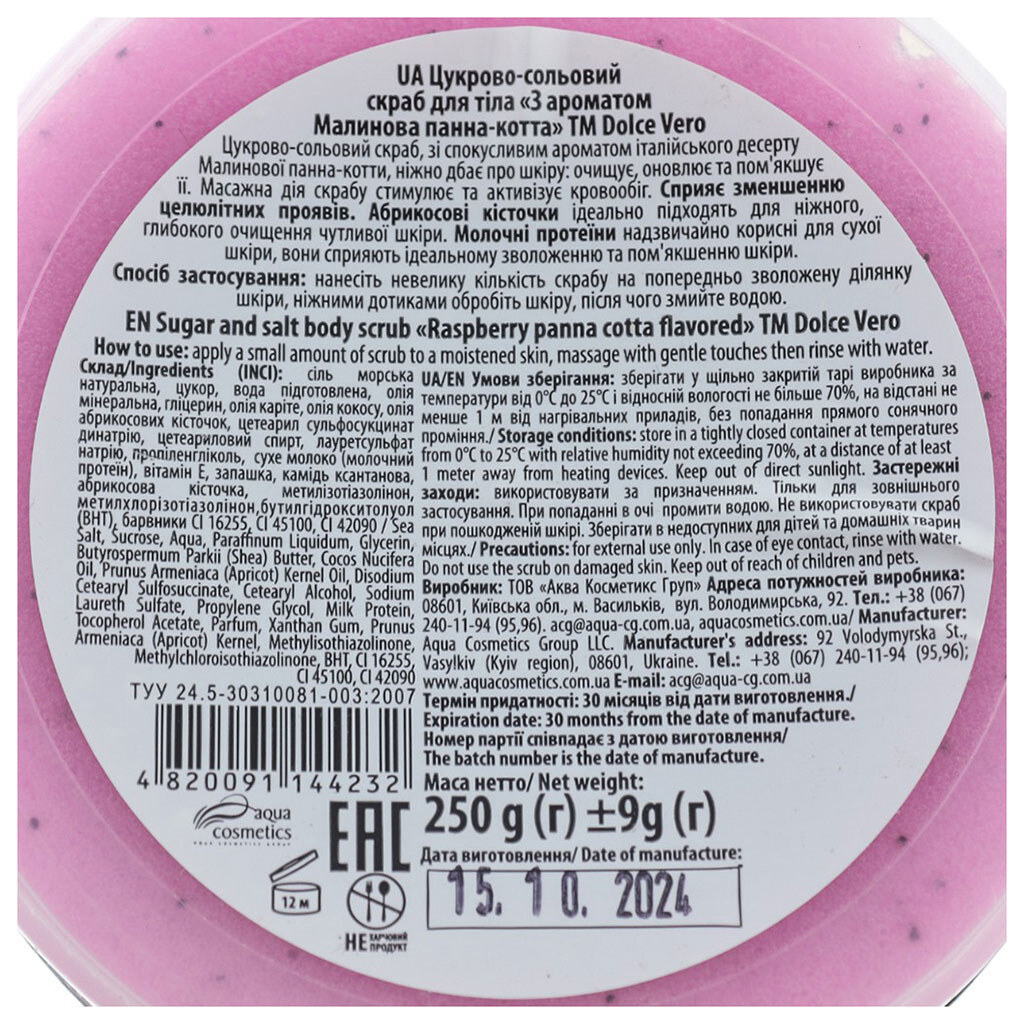 UA Цукрово-сольовий
скраб для тіла «З ароматом
Малинова панна-котта» ТМ Dolce Vero
Цукрово-сольовий скраб, зі спокусливим ароматом італійського десерту
Малинової панна-котти, ніжно дбає про шкіру: очищує, оновлює та пом'якшує
її. Масажна дія скрабу стимулює та активізує кровообіг. Сприяє зменшенню
целюлітних проявів. Абрикосові кісточки ідеально підходять для ніжного,
глибокого очищення чутливої шкіри. Молочні протеїни надзвичайно корисні для сухої
шкіри, вони сприяють ідеальному зволоженню та пом'якшенню шкіри.
Спосіб застосування: нанесіть невелику кількість скрабу на попередньо зволожену ділянку
шкіри, ніжними дотиками обробіть шкіру, після чого змийте водою.
EN Sugar and salt body scrub «Raspberry panna cotta flavored» TM Dolce Vero
How to use: apply a small amount of scrub to a moistened skin, massage with gentle touches then rinse with water.
Склад/Ingredients (INCI): сіль морська
натуральна, цукор, вода підготовлена, олія
мінеральна, гліцерин, олія каріте, олія кокосу, олія
абрикосових кісточок, цетеарил сульфосукцинат
динатрію, цетеариловий спирт, лауретсульфат
натрію, пропіленгліколь, сухе молоко (молочний
протеїн), вітамін Е, запашка, камідь ксантанова,
абрикосова кісточка, метилізотіазолінон,
метилхлорізотіазолінон,бутилгідрокситолуол
(ВНТ), барвники CI 16255, CI 45100, CI 42090 / Sea
Salt, Sucrose, Aqua, Paraffinum Liquidum, Glycerin,
Butyrospermum Parkii (Shea) Butter, Cocos Nucifera
Oil, Prunus Armeniaca (Apricot) Kernel Oil, Disodium
Cetearyl Sulfosuccinate, Cetearyl Alcohol, Sodium
Laureth Sulfate, Propylene Glycol, Milk Protein,
Tocopherol Acetate, Parfum, Xanthan Gum, Prunus
Armeniaca (Apricot) Kernel, Methylisothiazolinone,
Methylchloroisothiazolinone, BHT, CI 16255,
CI 45100, CI 42090
ТУУ 24.5-30310081-003:2007
4 820091 144232
aqua
cosmetics
EAC
12 м
НЕ ХАРЧОВИЙ
ПРОДУКТ
UA/EN Умови зберігання: зберігати у щільно закритій тарі виробника за
температури від 0°С до 25°С і відносній вологості не більше 70%, на відстані не
менше 1 м від нагрівальних приладів, без попадання прямого сонячного
проміння./ Storage conditions: store in a tightly closed container at temperatures
from 0°C to 25°C with relative humidity not exceeding 70%, at a distance of at least
1 meter away from heating devices. Keep out of direct sunlight. Застережні
заходи: використовувати за призначенням. Тільки для зовнішнього
застосування. При попаданні в очі промити водою. Не використовувати скраб
при пошкодженій шкірі. Зберігати в недоступних для дітей та домашніх тварин
місцях./ Precautions: for external use only. In case of eye contact, rinse with water.
Do not use the scrub on damaged skin. Keep out of reach of children and pets.
Виробник: ТОВ «Аква Косметикс Груп» Адреса потужностей виробника:
08601, Київська обл., м. Васильків, вул. Володимирська, 92. Тел.: +38 (067)
240-11-94 (95,96). acg@aqua-cg.com.ua, aquacosmetics.com.ua/ Manufacturer:
Aqua Cosmetics Group LLC. Manufacturer's address: 92 Volodymyrska St.,
Vasylkiv (Kyiv region), 08601, Ukraine. Tel.: +38 (067) 240-11-94 (95,96);
www.aquacosmetics.com.ua E-mail: acg@aqua-cg.com.ua
Термін придатності: 30 місяців від дати виготовлення./
Expiration date: 30 months from the date of manufacture.
Номер партії співпадає з датою виготовлення/
The batch number is the date of manufacture.
Маса нетто/ Net weight:
250 g (г) ±9g (г)
Дата виготовлення/ Date of manufacture:
15. 10. 2024